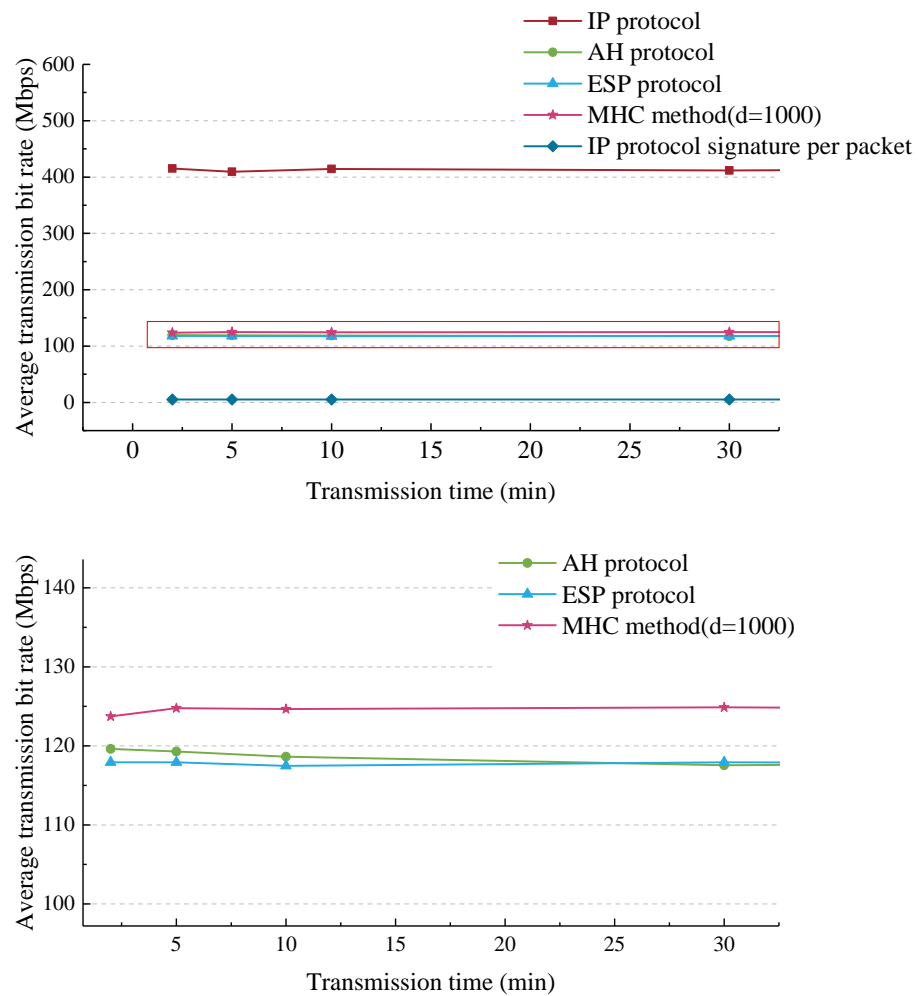 IP protocol
AH protocol
ESP protocol
MHC method(d=1000)
IP protocol signature per packet
Average transmission bit rate (Mbps)
600
500
400
300
200
100
0
0 5 10 15 20 25 30
Transmission time (min)
AH protocol
ESP protocol
MHC method(d=1000)
Average transmission bit rate (Mbps)
140
130
120
110
100
5 10 15 20 25 30
Transmission time (min)